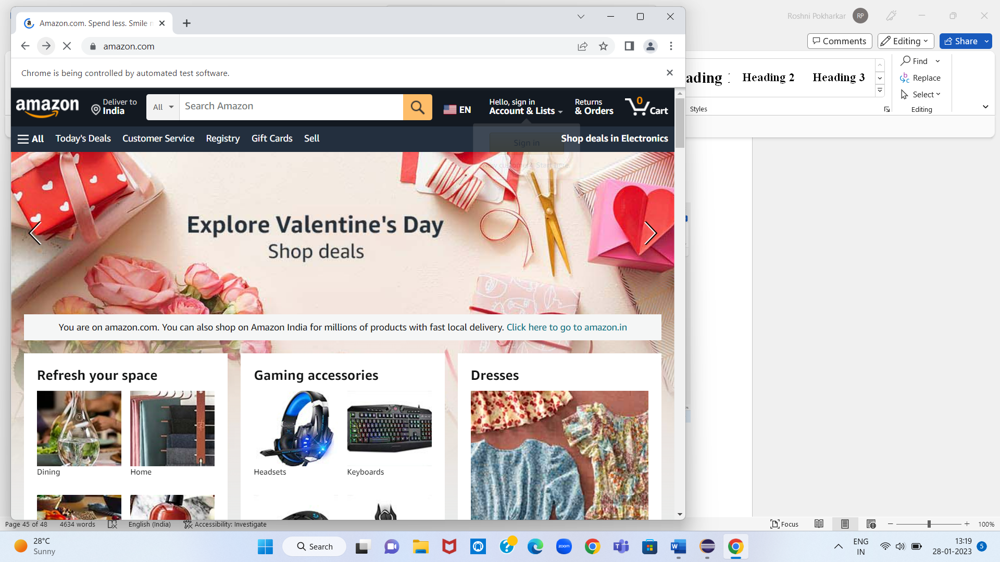 Amazon.com. Spend less. Smile
amazon.com
Chrome is being controlled by automated test software.
amazon
Deliver to
India
All
Search Amazon
EN
Hello, sign in
Account & Lists
Returns
& Orders
0
Cart
Sign in
customer? Start here.
All
Today's Deals
Customer Service
Registry
Gift Cards
Sell
Shop deals in Electronics
Explore Valentine's Day
Shop deals
You are on amazon.com. You can also shop on Amazon India for millions of products with fast local delivery. Click here to go to amazon.in
Refresh your space
Dining
Home
Gaming accessories
Headsets
Keyboards
Dresses
Roshni Pokharkar
RP
Comments
Editing
Share
Heading 2
Heading 3
Styles
Find
Replace
Select
Editing
Page 45 of 48
4634 words
English (India)
Accessibility: Investigate
Focus
100%
28°C
Sunny
Search
zoom
ENG
IN
13:19
28-01-2023
5